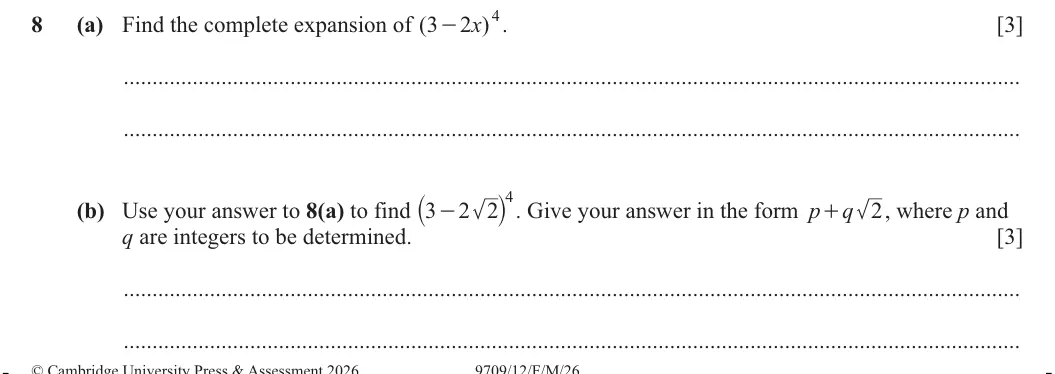 8 (a) Find the complete expansion of (3 − 2x)⁴. [3]
(b) Use your answer to 8(a) to find (3 − 2√2)⁴. Give your answer in the form p + q√2, where p and
q are integers to be determined. [3]
© Cambridge University Press & Assessment 2026 9709/12/F/M/26